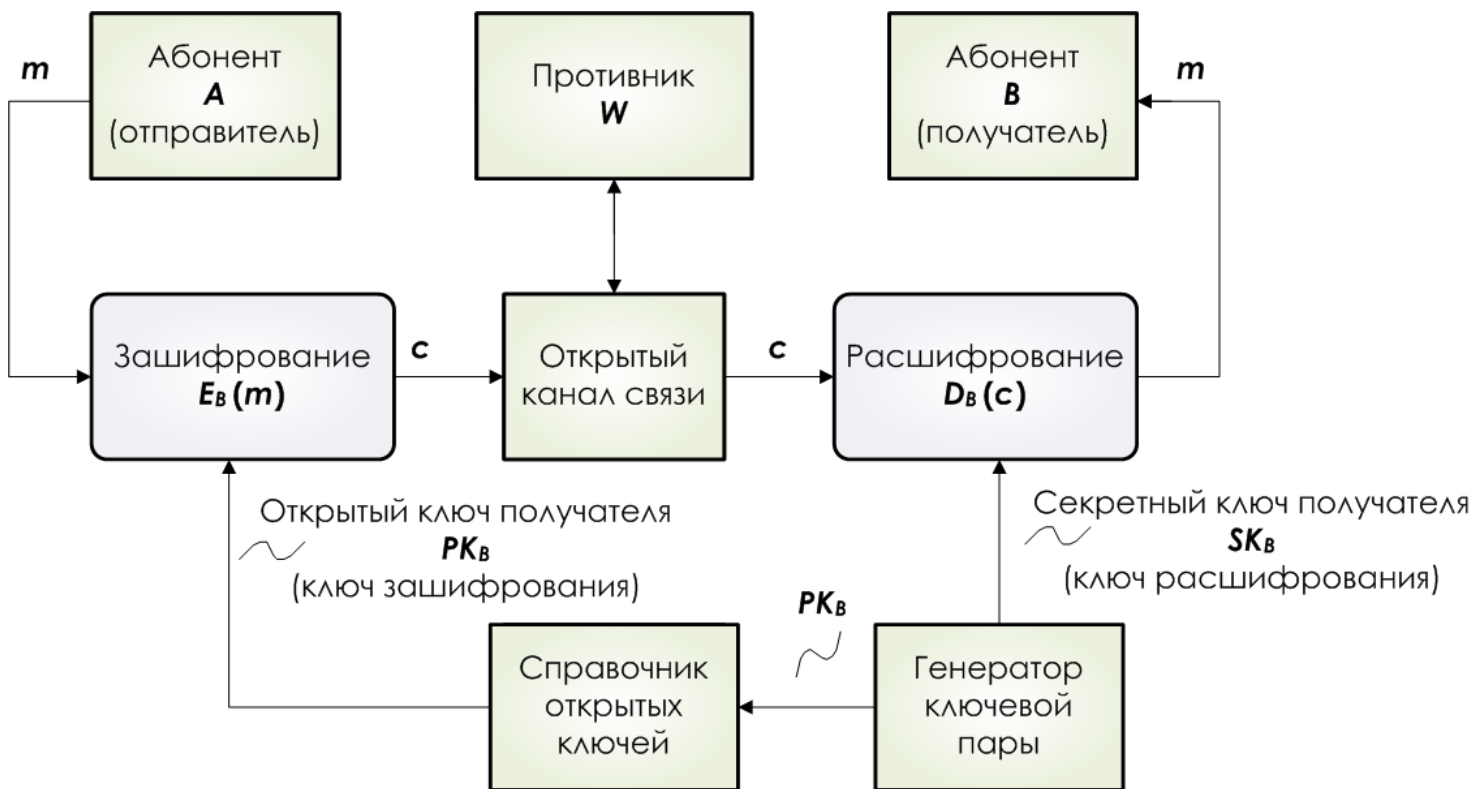 m
Абонент
A
(отправитель)
Противник
W
Абонент
B
(получатель)
m
Зашифрование
EB (m)
c
Открытый
канал связи
c
Расшифрование
DB (c)
Открытый ключ получателя
PKB
(ключ зашифрования)
Секретный ключ получателя
SKB
(ключ расшифрования)
PKB
Справочник
открытых
ключей
Генератор
ключевой
пары